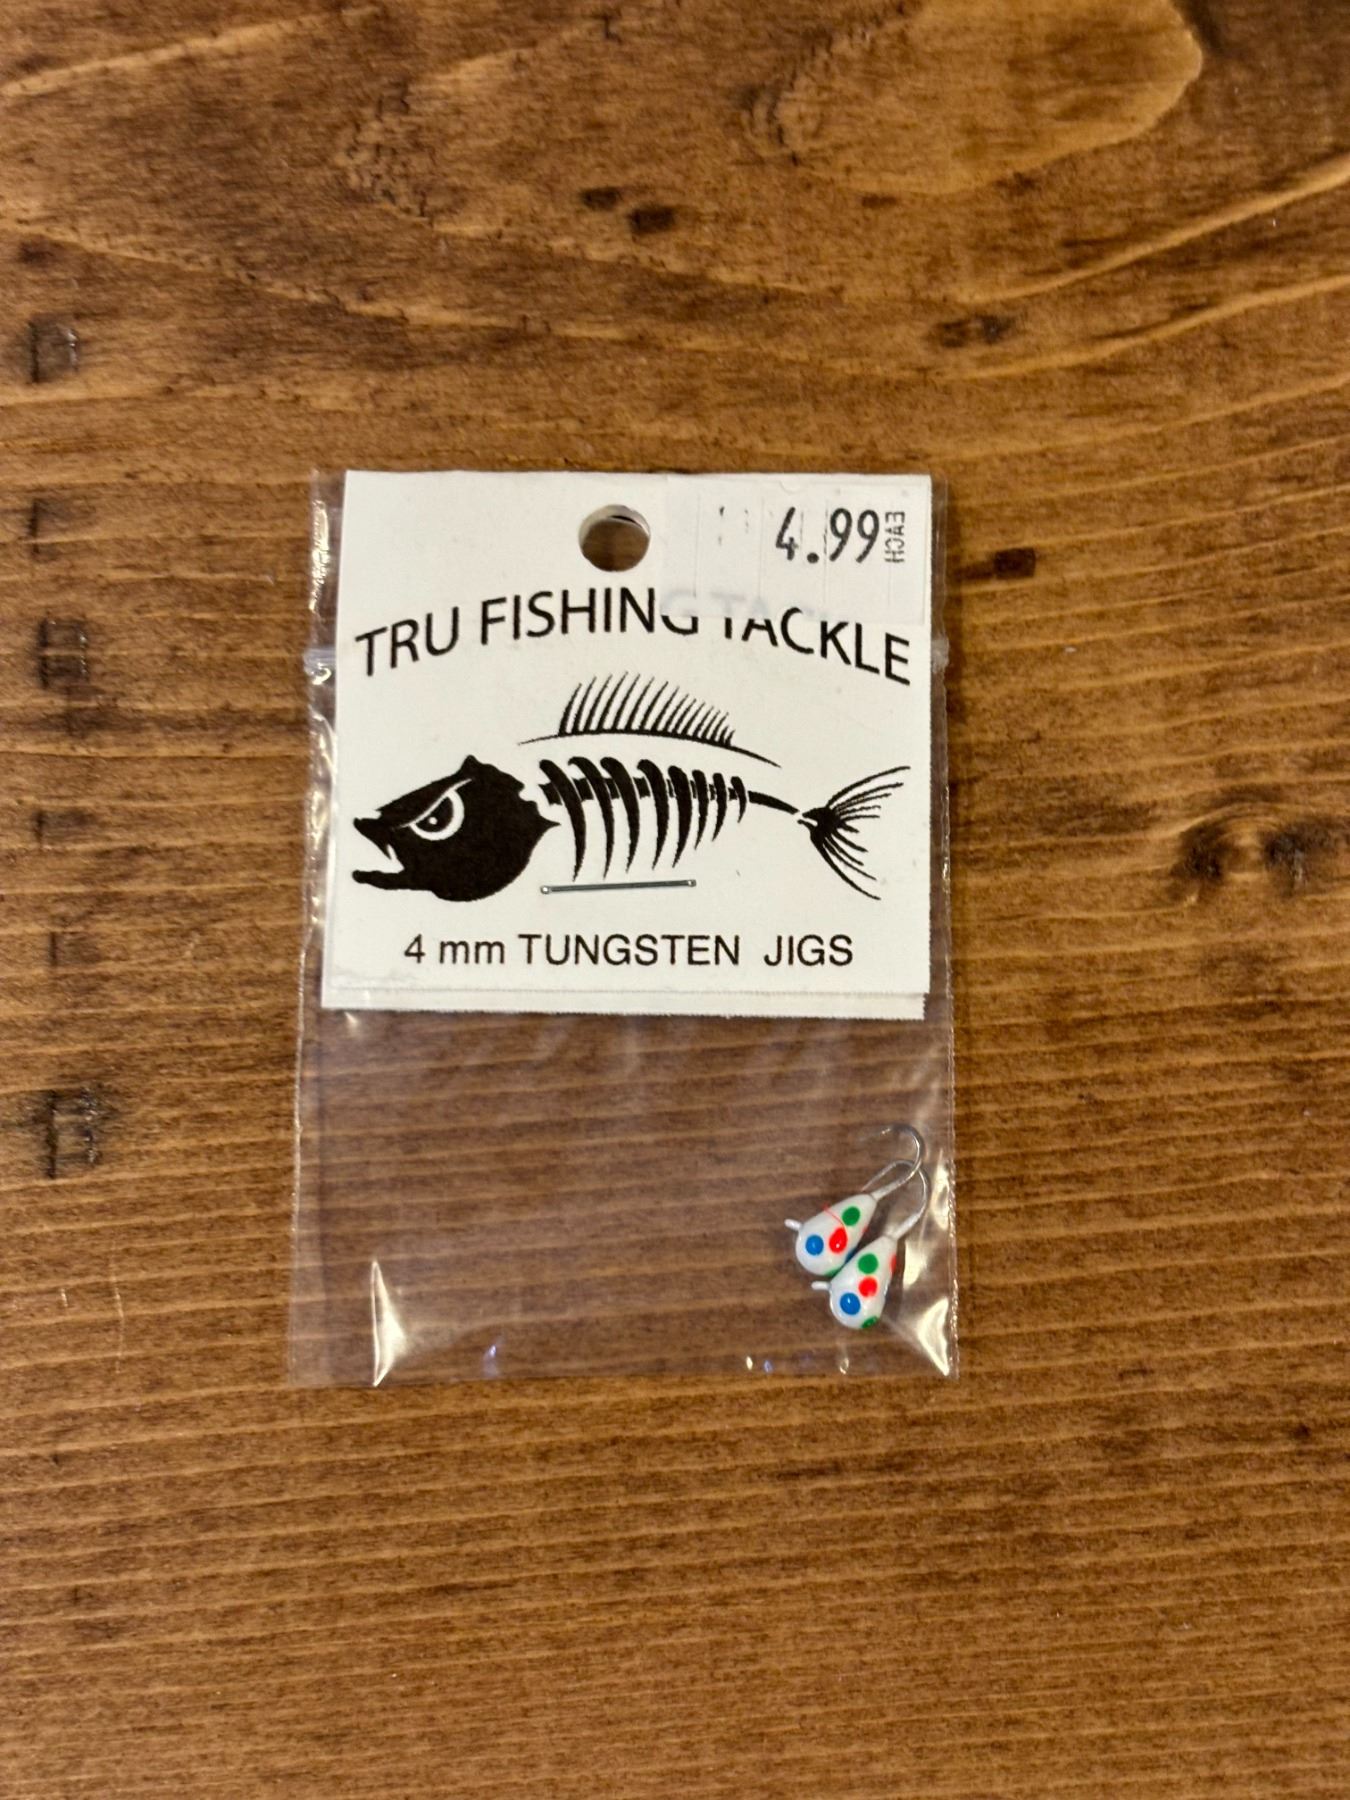 4.99 EACH
TRU FISHING TACKLE
4 mm TUNGSTEN JIGS